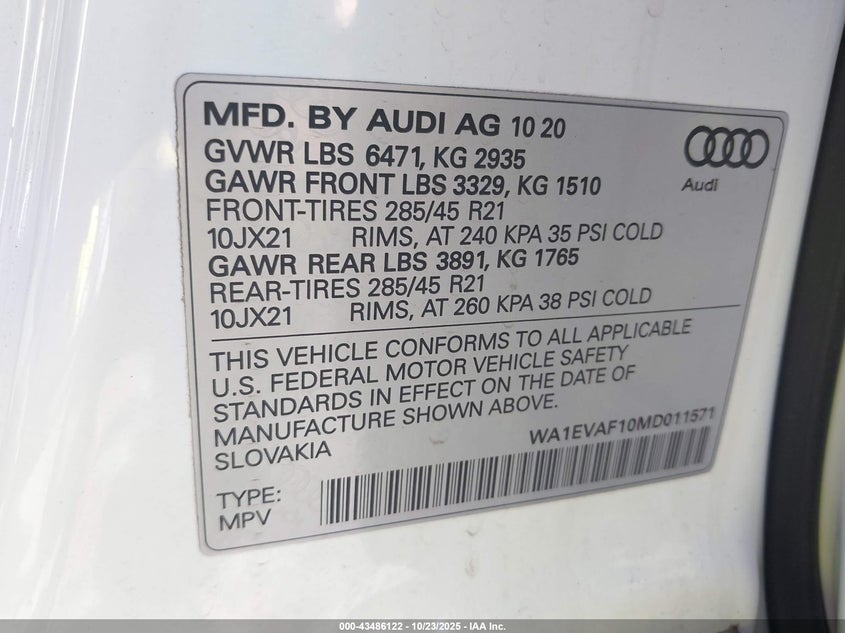 MFD. BY AUDI AG 10 20
GVWR LBS 6471, KG 2935
GAWR FRONT LBS 3329, KG 1510
FRONT-TIRES 285/45 R21
10JX21 RIMS, AT 240 KPA 35 PSI COLD
GAWR REAR LBS 3891, KG 1765
REAR-TIRES 285/45 R21
10JX21 RIMS, AT 260 KPA 38 PSI COLD
Audi
THIS VEHICLE CONFORMS TO ALL APPLICABLE
U.S. FEDERAL MOTOR VEHICLE SAFETY
STANDARDS IN EFFECT ON THE DATE OF
MANUFACTURE SHOWN ABOVE.
SLOVAKIA
WA1EVAF10MD011571
TYPE:
MPV
000-43486122 - 10/23/2025 - IAA Inc.